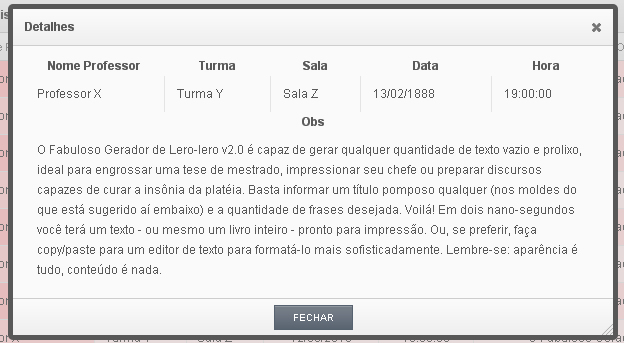 Detalhes
Nome Professor Turma Sala Data Hora
Professor X Turma Y Sala Z 13/02/1888 19:00:00
Obs
O Fabuloso Gerador de Lero-lero v2.0 é capaz de gerar qualquer quantidade de texto vazio e prolixo,
ideal para engrossar uma tese de mestrado, impressionar seu chefe ou preparar discursos
capazes de curar a insônia da platéia. Basta informar um título pomposo qualquer (nos moldes do
que está sugerido aí embaixo) e a quantidade de frases desejada. Voilá! Em dois nano-segundos
você terá um texto - ou mesmo um livro inteiro - pronto para impressão. Ou, se preferir, faça
copy/paste para um editor de texto para formatá-lo mais sofisticadamente. Lembre-se: aparência é
tudo, conteúdo é nada.
FECHAR